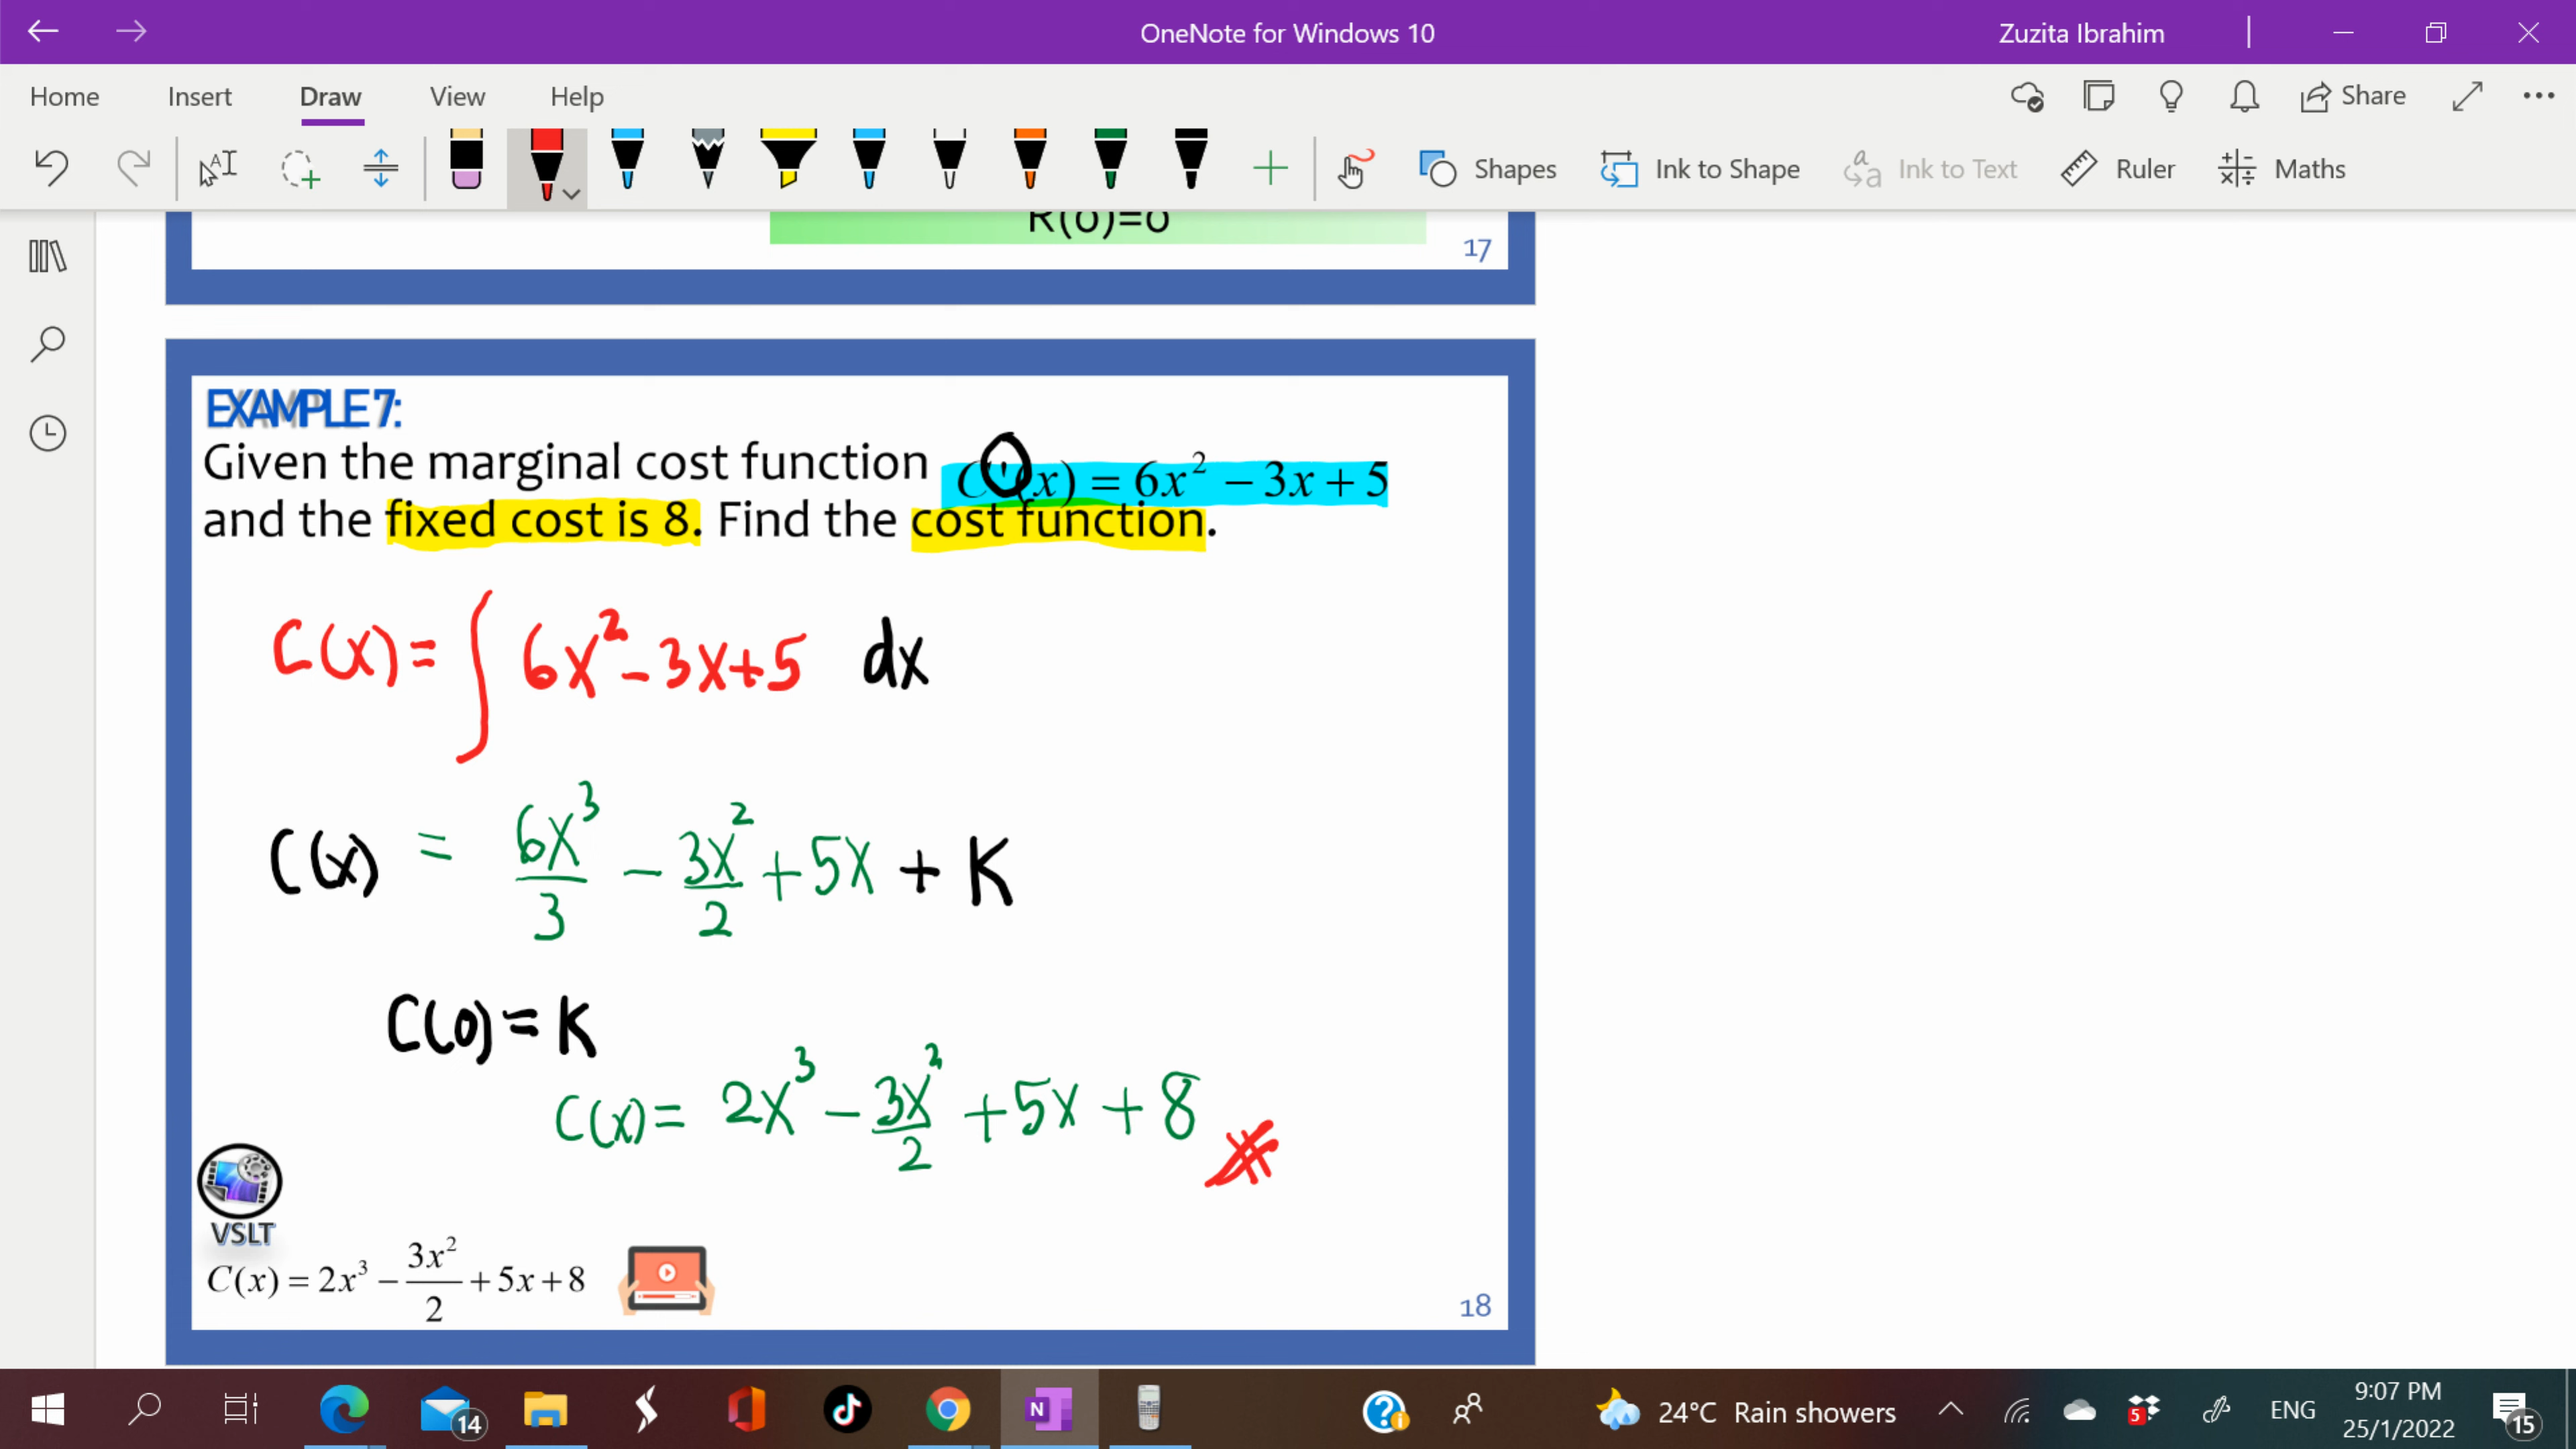 OneNote for Windows 10 Zuzita Ibrahim
Home Insert Draw View Help Share
Shapes Ink to Shape Ink to Text Ruler Maths
R(0)=0
17
EXAMPLE 7:
Given the marginal cost function C'(x) = 6x² − 3x + 5
and the fixed cost is 8. Find the cost function.
C(x) = ∫ 6x² − 3x + 5 dx
C(x) = 6x³/3 − 3x²/2 + 5x + K
C(0) = K
C(x) = 2x³ − 3x²/2 + 5x + 8
VSLT
C(x) = 2x³ − 3x²/2 + 5x + 8
18
14 N 24°C Rain showers 5 ENG 9:07 PM 15
25/1/2022